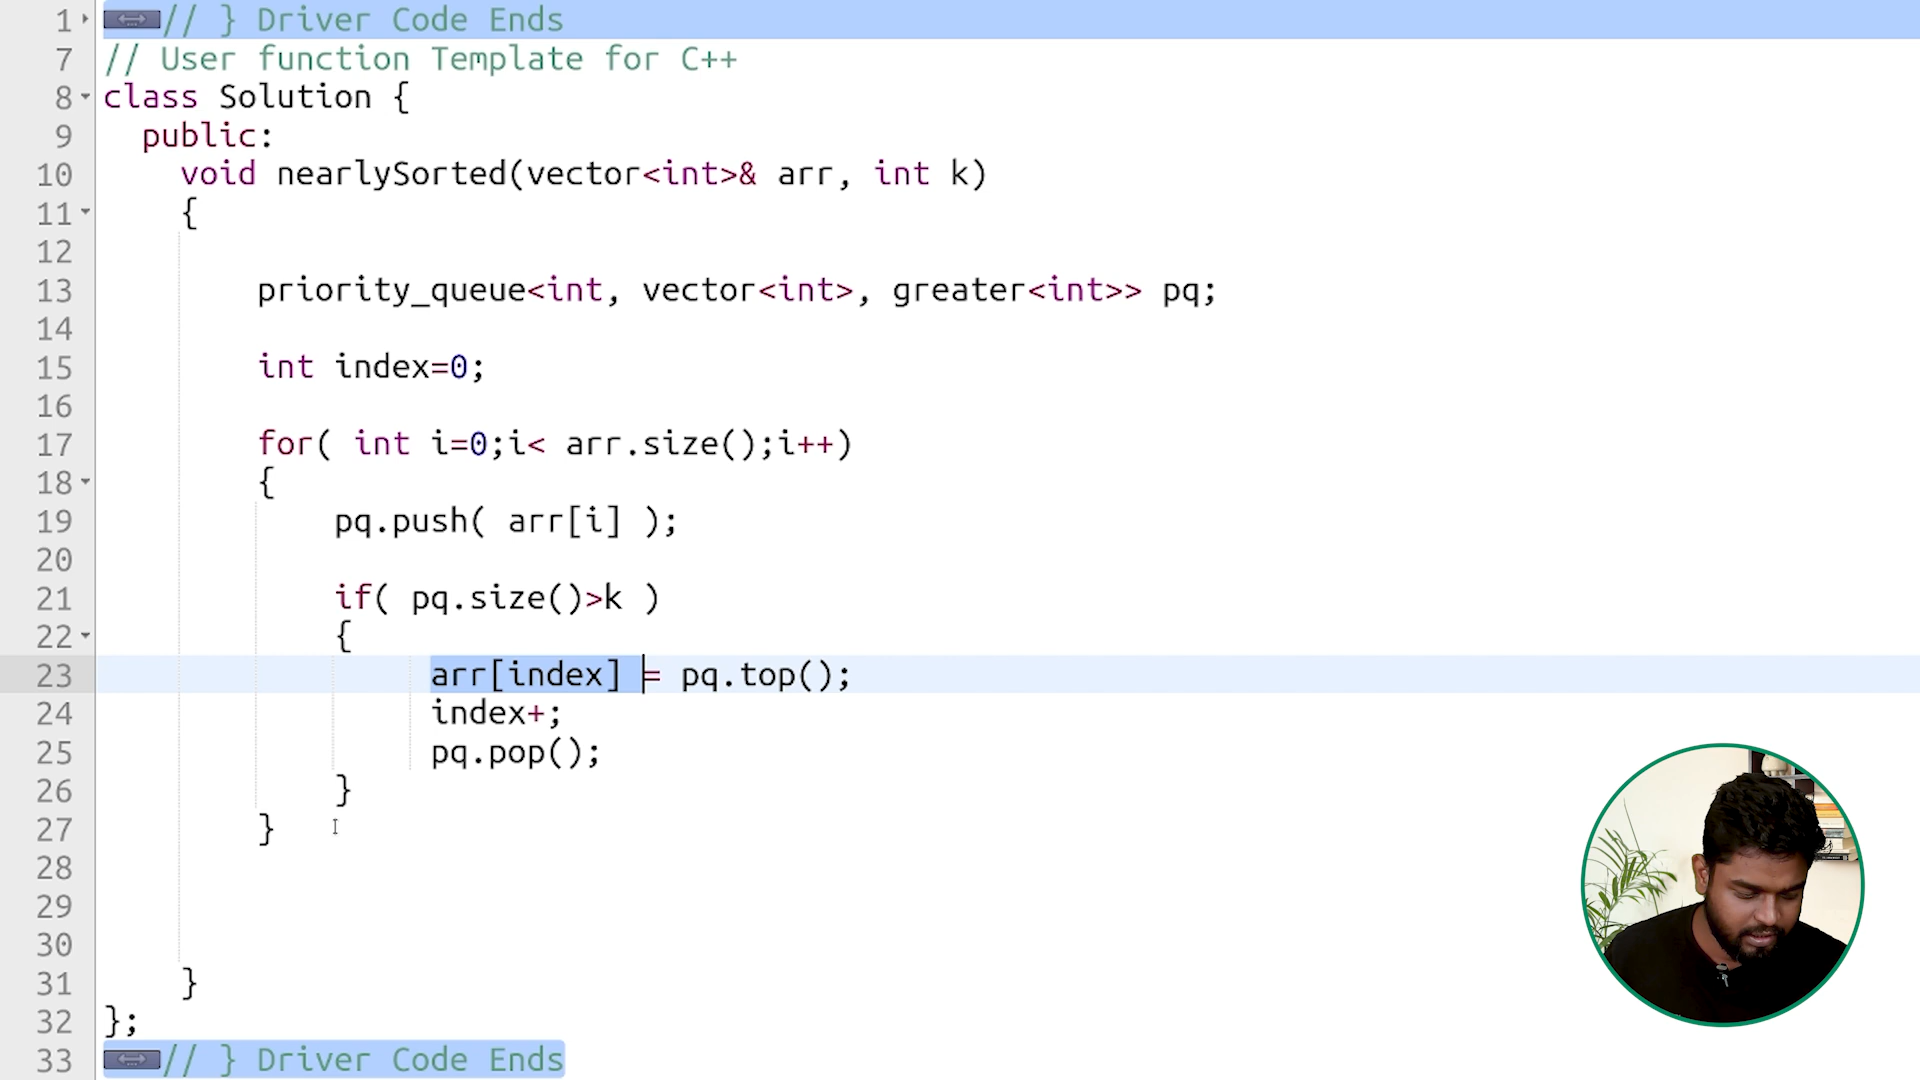 1 // } Driver Code Ends
7 // User function Template for C++
8 class Solution {
9 public:
10 void nearlySorted(vector<int>& arr, int k)
11 {
12
13 priority_queue<int, vector<int>, greater<int>> pq;
14
15 int index=0;
16
17 for( int i=0;i< arr.size();i++)
18 {
19 pq.push( arr[i] );
20
21 if( pq.size()>k )
22 {
23 arr[index] = pq.top();
24 index+;
25 pq.pop();
26 }
27 }
28
29
30
31 }
32 };
33 // } Driver Code Ends